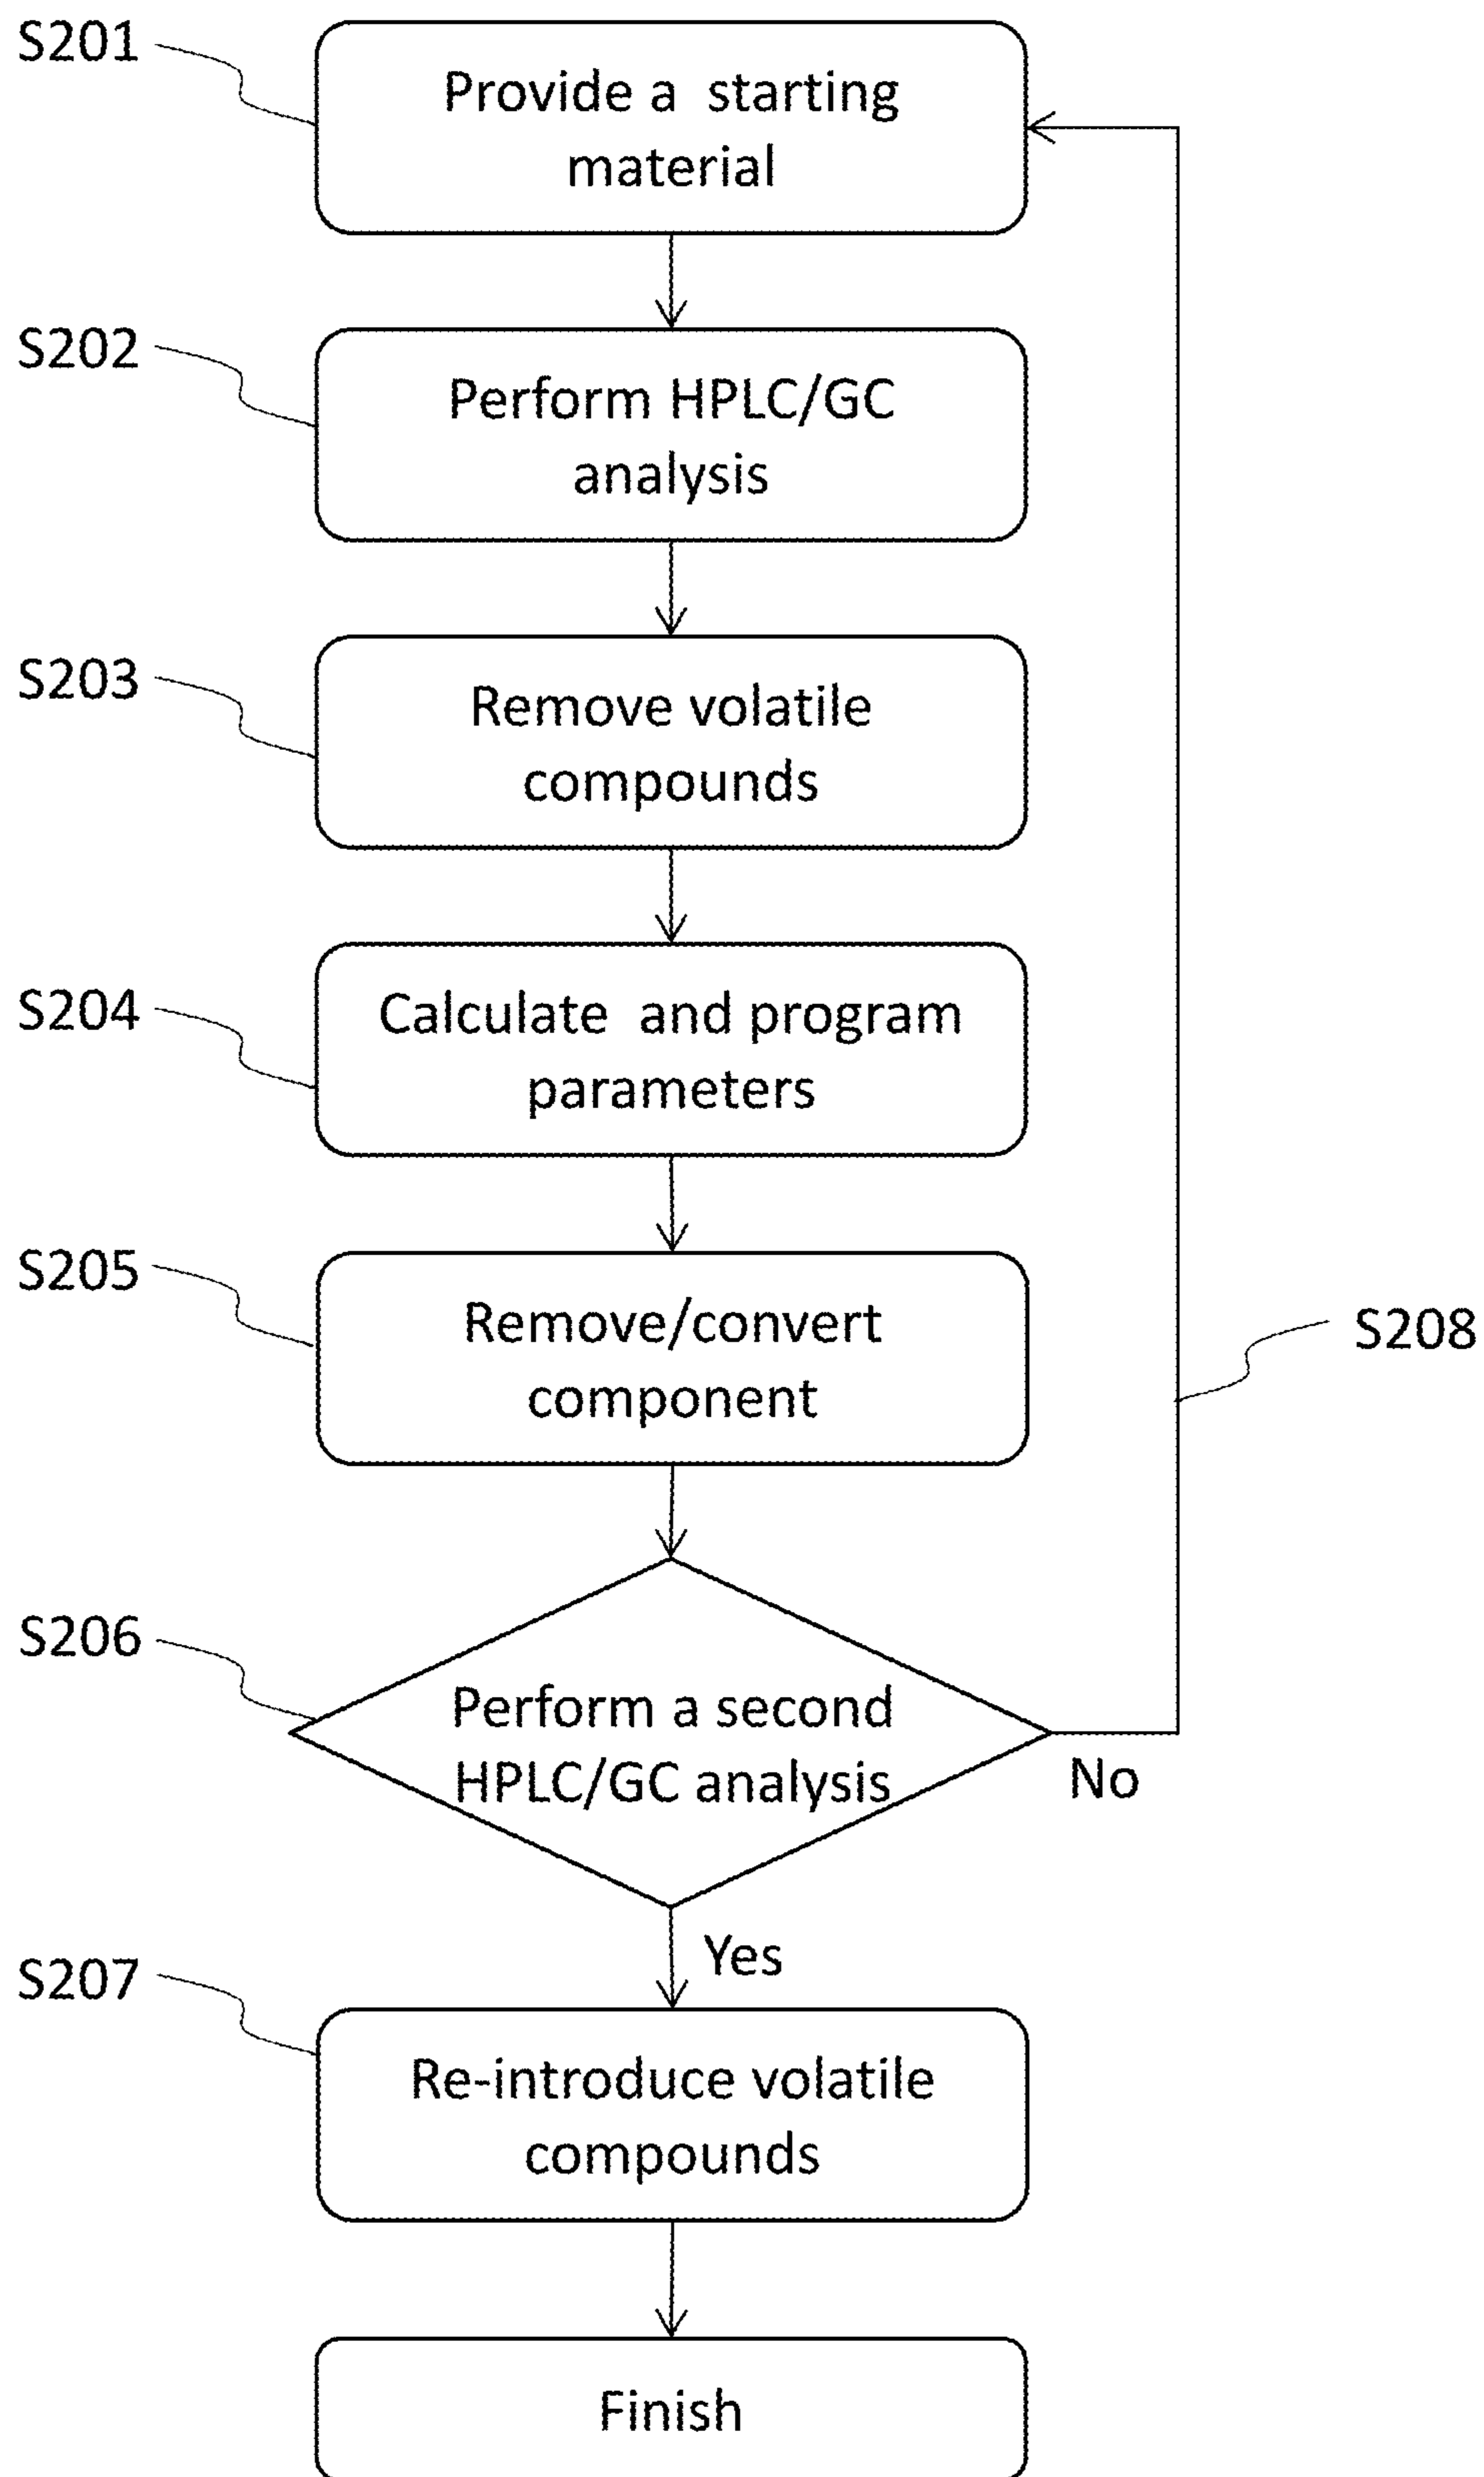 S201
Provide a starting
material
S202
Perform HPLC/GC
analysis
S203
Remove volatile
compounds
S204
Calculate and program
parameters
S205
Remove/convert
component
S208
S206
Perform a second
HPLC/GC analysis
No
Yes
S207
Re-introduce volatile
compounds
Finish